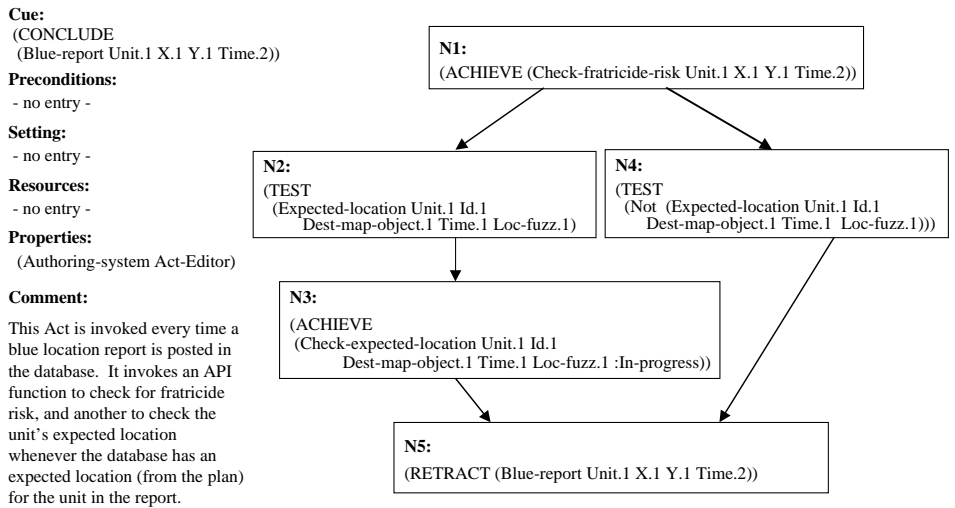 Cue:
(CONCLUDE
(Blue-report Unit.1 X.1 Y.1 Time.2))
Preconditions:
- no entry -
Setting:
- no entry -
Resources:
- no entry -
Properties:
(Authoring-system Act-Editor)
Comment:
This Act is invoked every time a
blue location report is posted in
the database. It invokes an API
function to check for fratricide
risk, and another to check the
unit's expected location
whenever the database has an
expected location (from the plan)
for the unit in the report.
N1:
(ACHIEVE (Check-fratricide-risk Unit.1 X.1 Y.1 Time.2))
N2:
(TEST
(Expected-location Unit.1 Id.1
Dest-map-object.1 Time.1 Loc-fuzz.1)
N4:
(TEST
(Not (Expected-location Unit.1 Id.1
Dest-map-object.1 Time.1 Loc-fuzz.1)))
N3:
(ACHIEVE
(Check-expected-location Unit.1 Id.1
Dest-map-object.1 Time.1 Loc-fuzz.1 :In-progress))
N5:
(RETRACT (Blue-report Unit.1 X.1 Y.1 Time.2))